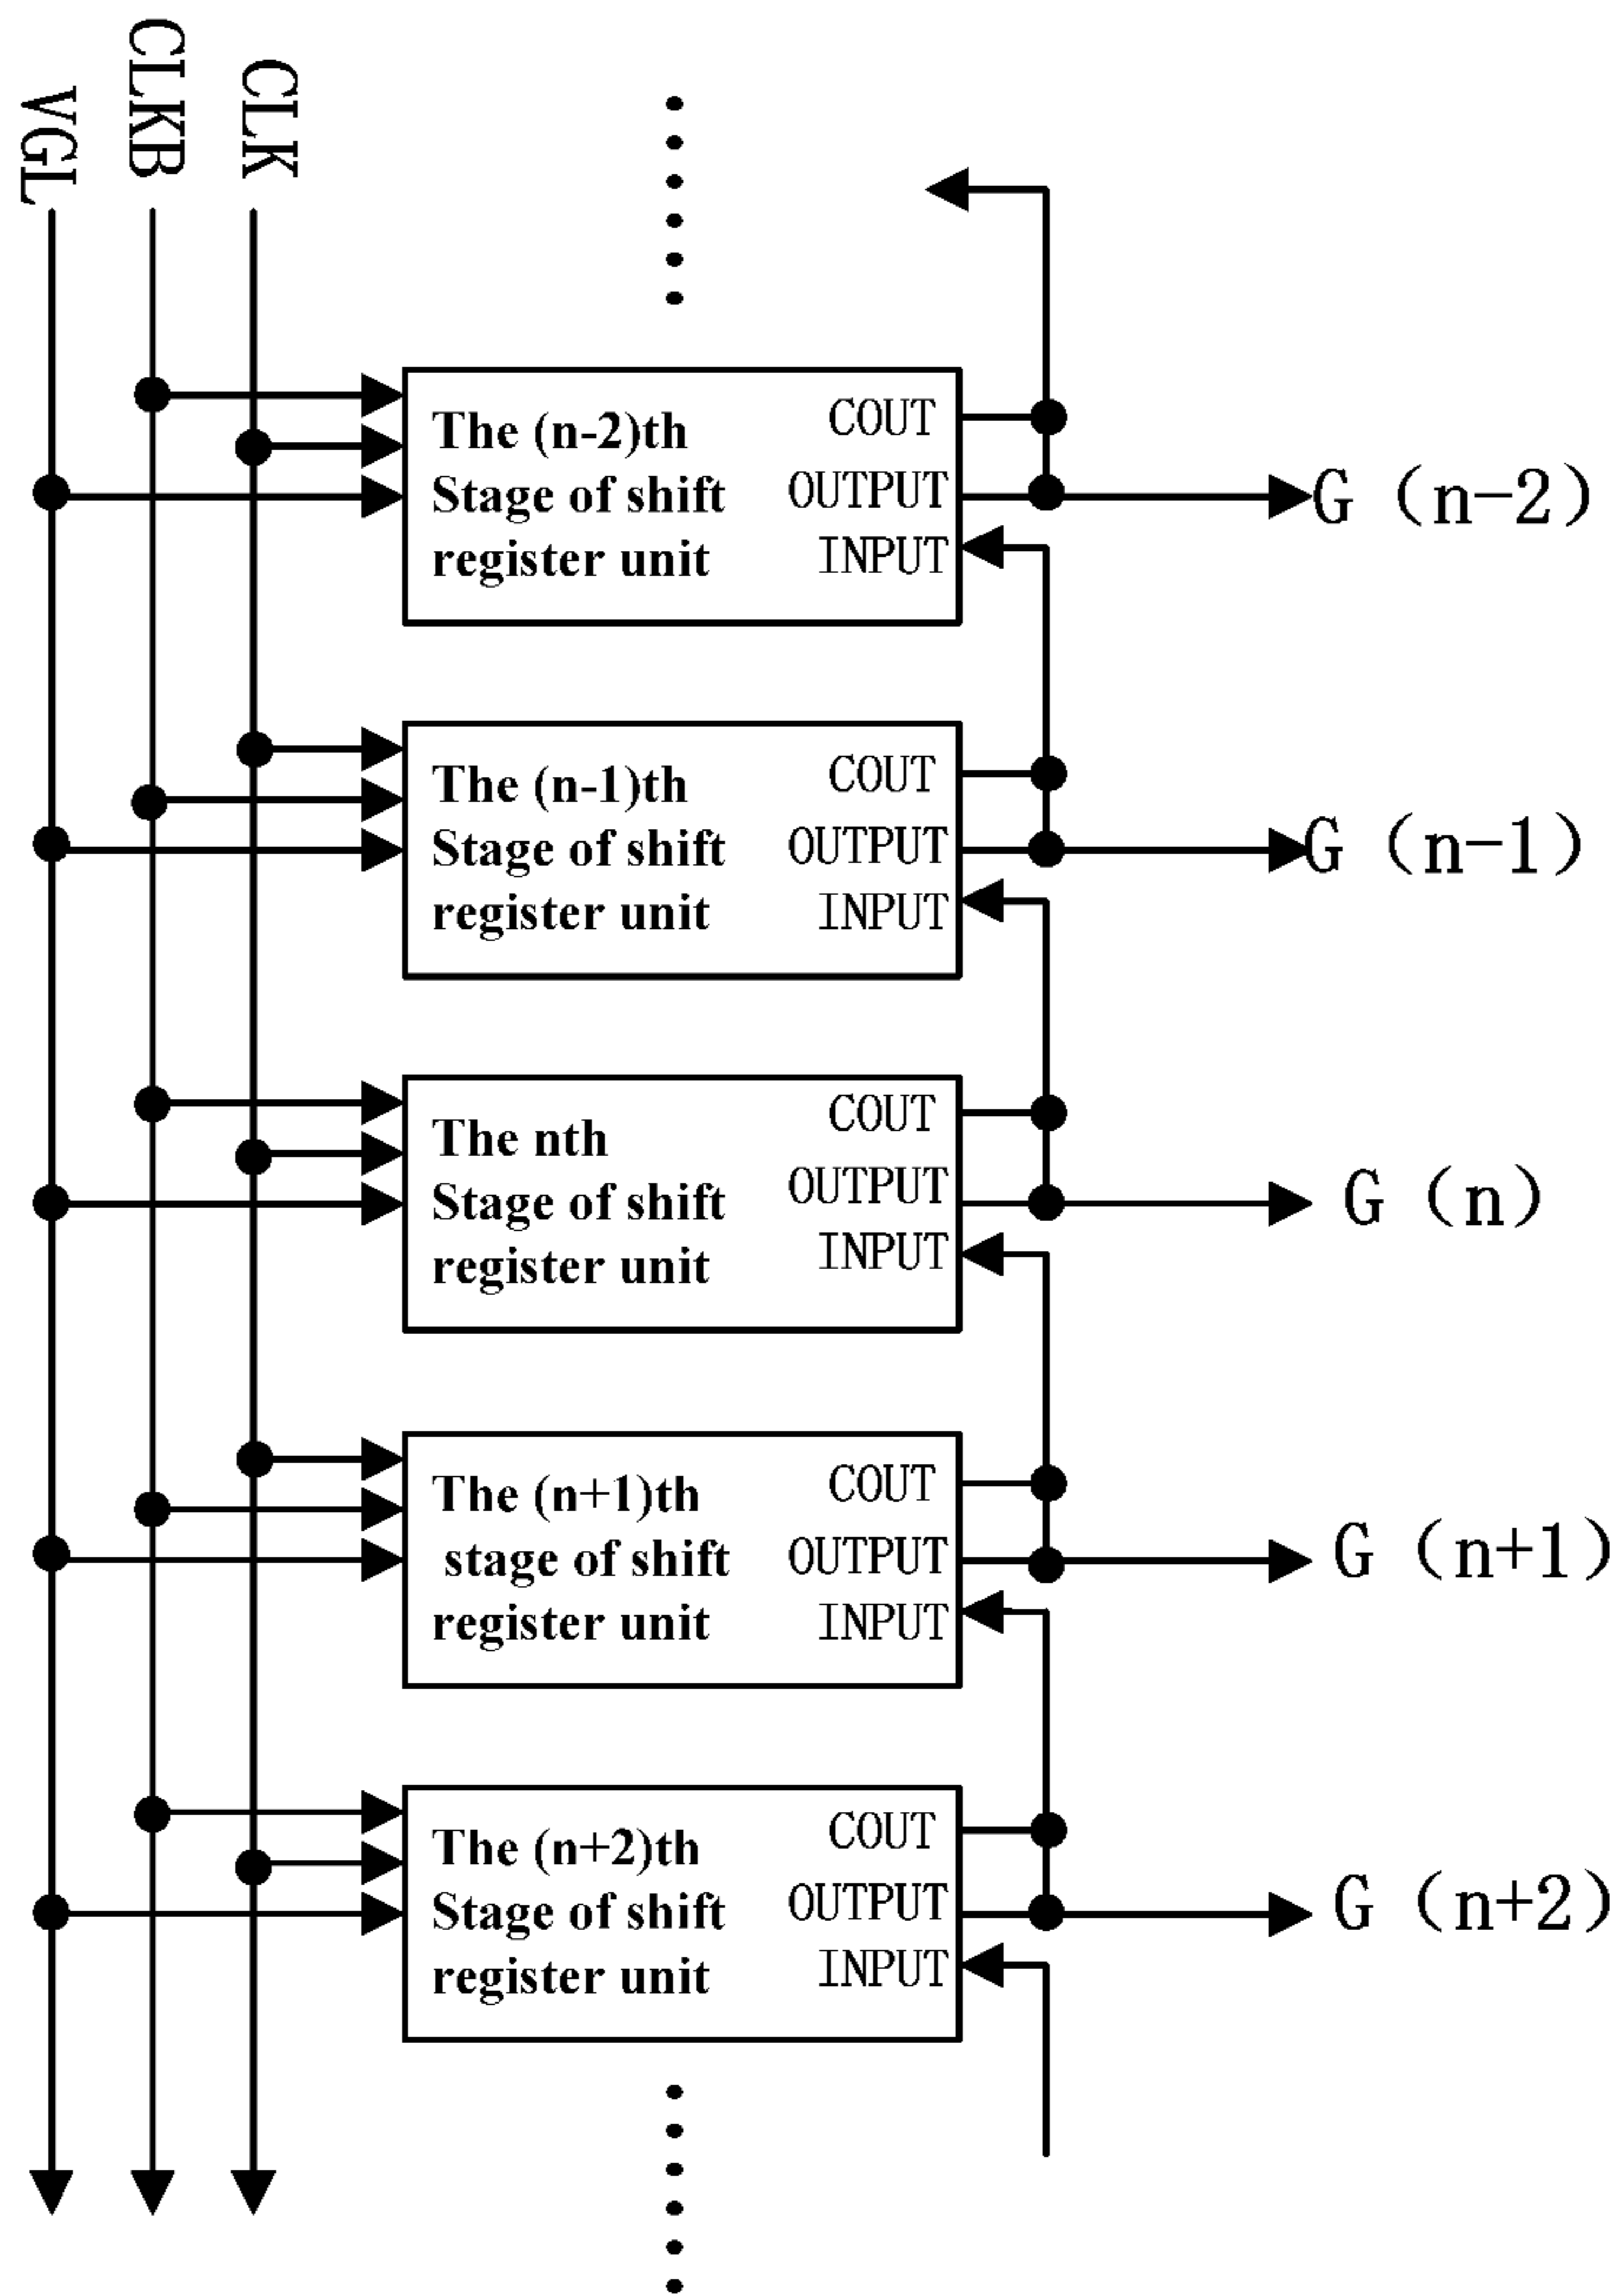 VGL
CLKB
CLK
The (n-2)th
Stage of shift
register unit
COUT
OUTPUT
INPUT
G (n-2)
The (n-1)th
Stage of shift
register unit
COUT
OUTPUT
INPUT
G (n-1)
The nth
Stage of shift
register unit
COUT
OUTPUT
INPUT
G (n)
The (n+1)th
stage of shift
register unit
COUT
OUTPUT
INPUT
G (n+1)
The (n+2)th
Stage of shift
register unit
COUT
OUTPUT
INPUT
G (n+2)